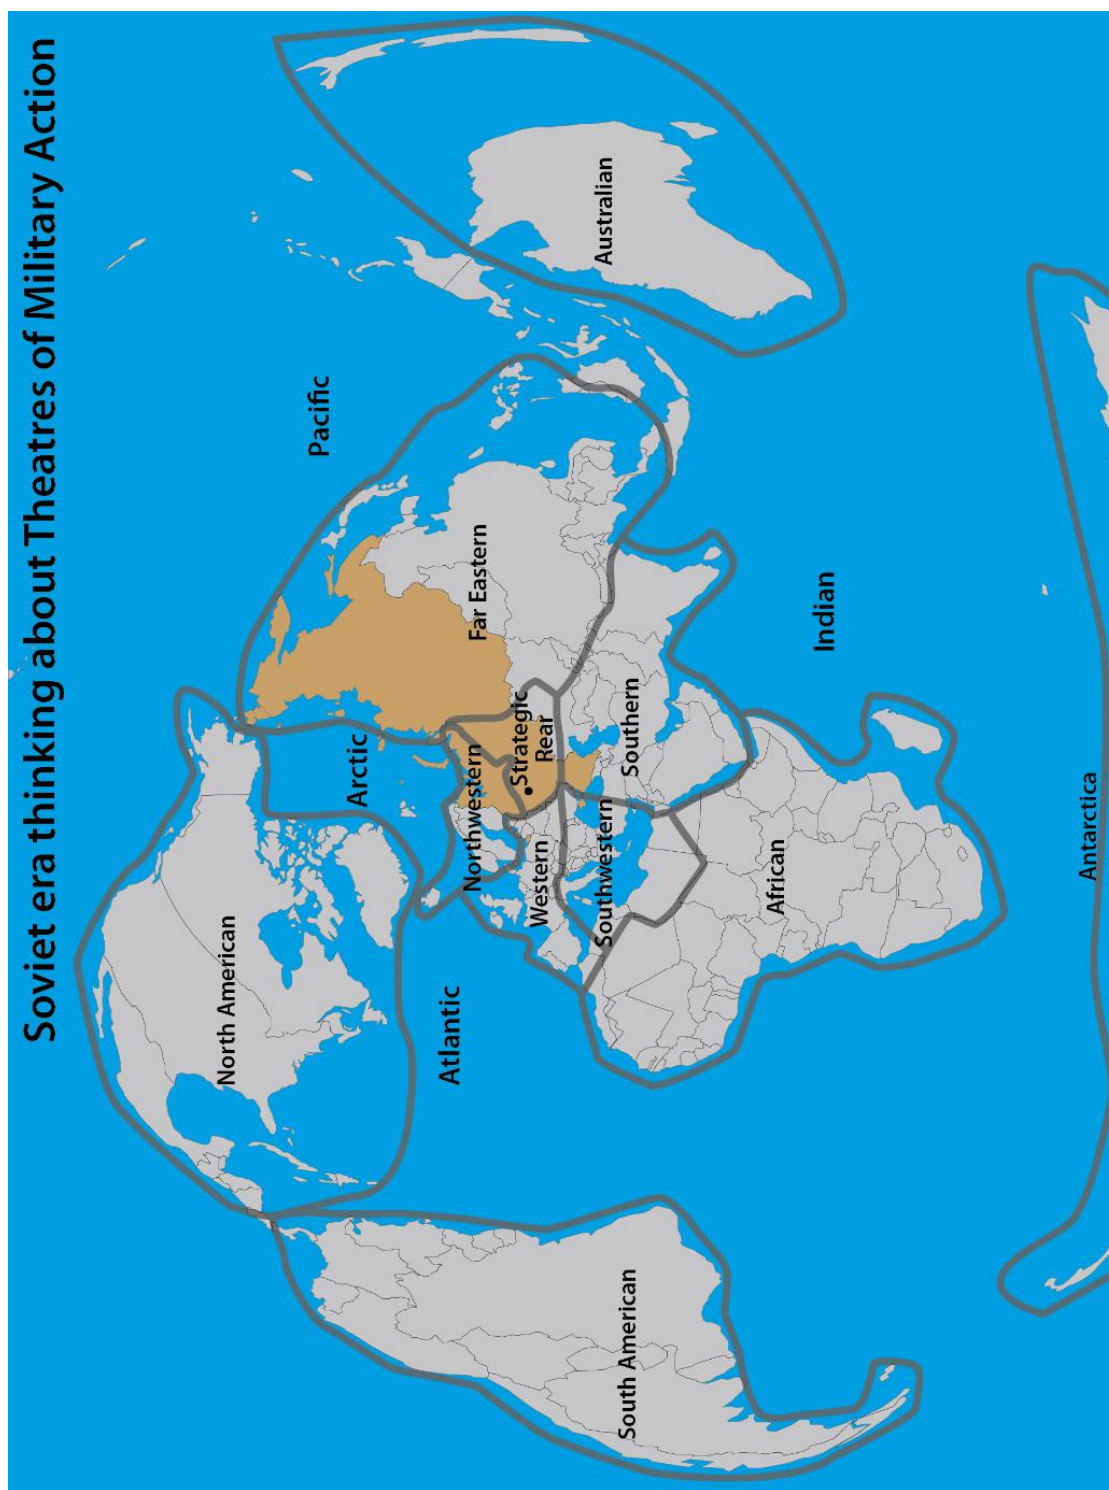 Soviet era thinking about Theatres of Military Action
North American
South American
Atlantic
Arctic
Pacific
Northwestern
Western
Southwestern
Strategic
Rear
Far Eastern
Southern
African
Indian
Australian
Antarctica